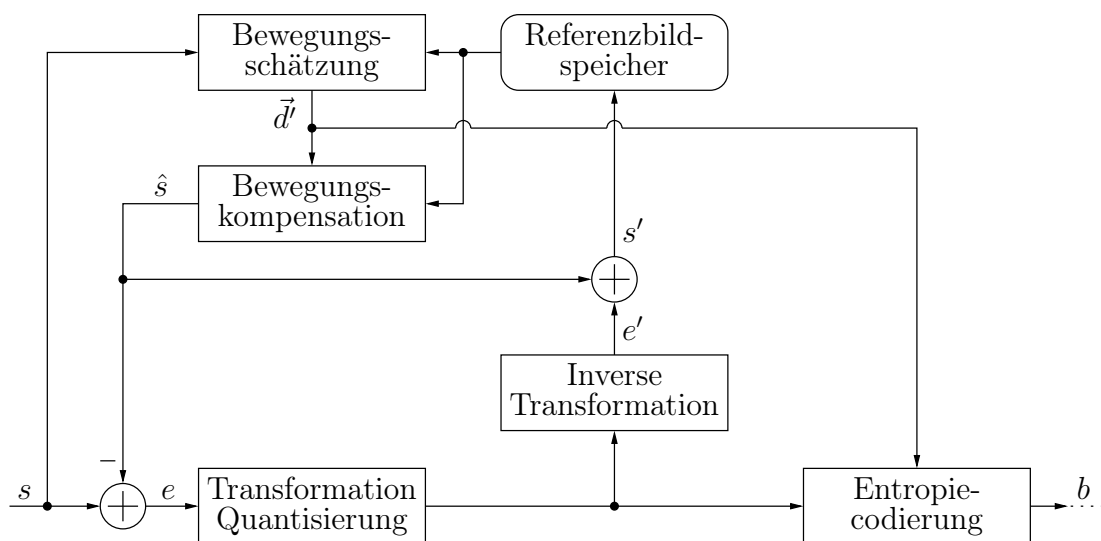 Bewegungs-
schätzung
Referenzbild-
speicher
d⃗′
ŝ
Bewegungs-
kompensation
s′
e′
Inverse
Transformation
−
s
e
Transformation
Quantisierung
Entropie-
codierung
b